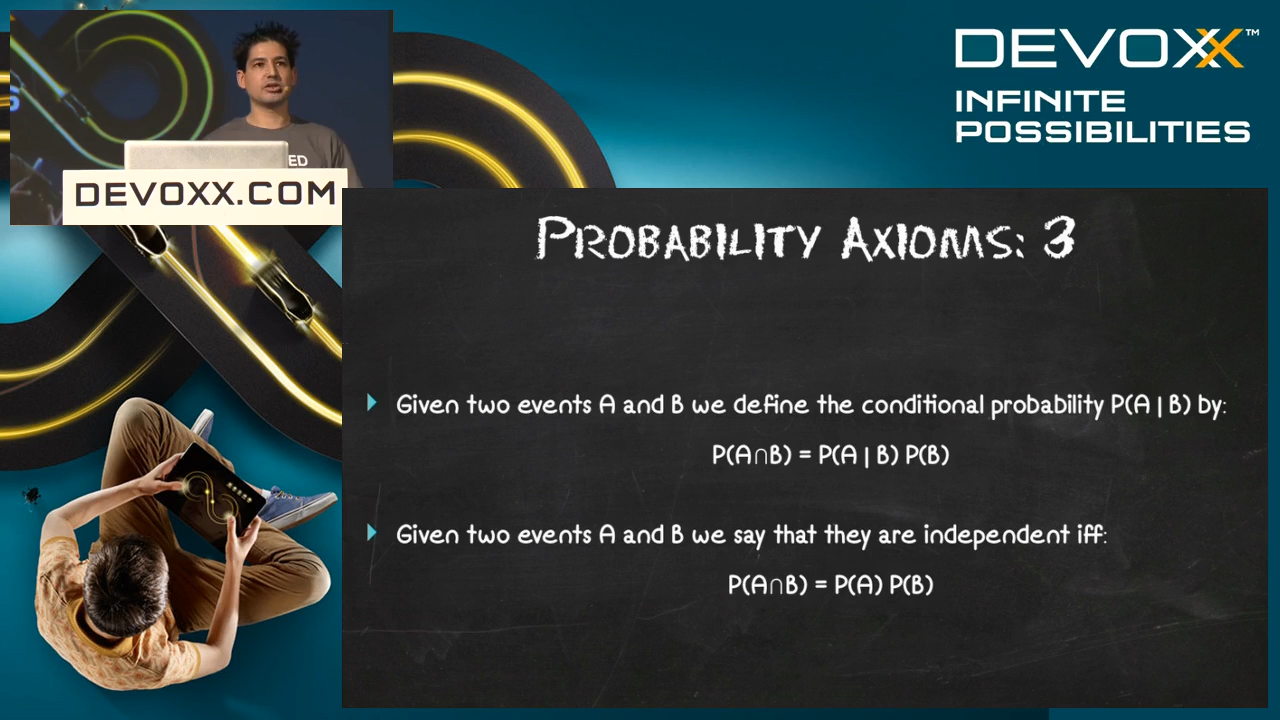 DEVOXX™
INFINITE
POSSIBILITIES
ED
DEVOXX.COM
PROBABILITY AXIOMS: 3
Given two events A and B we define the conditional probability P(A | B) by:
P(A∩B) = P(A | B) P(B)
Given two events A and B we say that they are independent iff:
P(A∩B) = P(A) P(B)